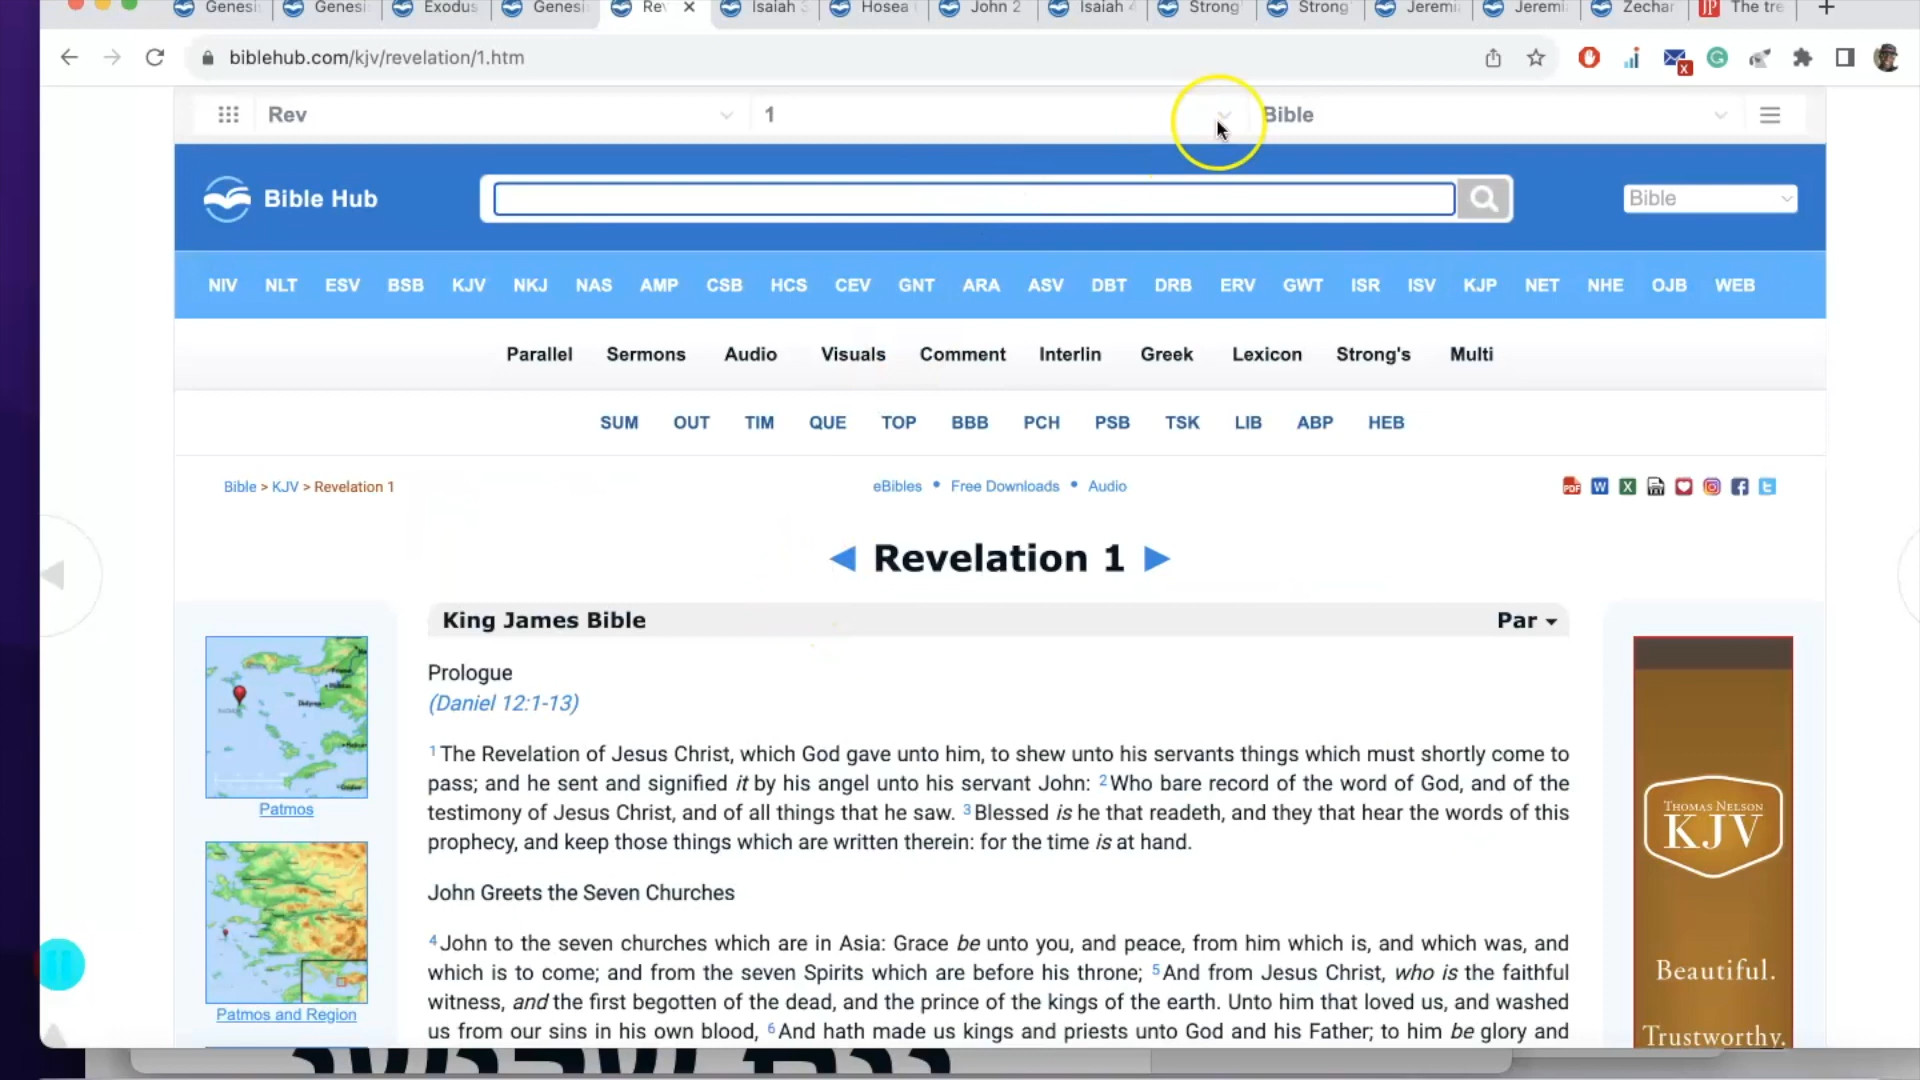 Genesi Genesi Exodus Genesi Rev Isaiah 3 Hosea John 2 Isaiah 4 Strong' Strong' Jeremi Jeremi Zechar The tre
biblehub.com/kjv/revelation/1.htm
Rev 1 Bible
Bible Hub Bible
NIV NLT ESV BSB KJV NKJ NAS AMP CSB HCS CEV GNT ARA ASV DBT DRB ERV GWT ISR ISV KJP NET NHE OJB WEB
Parallel Sermons Audio Visuals Comment Interlin Greek Lexicon Strong's Multi
SUM OUT TIM QUE TOP BBB PCH PSB TSK LIB ABP HEB
Bible > KJV > Revelation 1 eBibles • Free Downloads • Audio
◄ Revelation 1 ►
King James Bible Par ▾
Prologue
(Daniel 12:1-13)
1 The Revelation of Jesus Christ, which God gave unto him, to shew unto his servants things which must shortly come to
pass; and he sent and signified it by his angel unto his servant John: 2 Who bare record of the word of God, and of the
testimony of Jesus Christ, and of all things that he saw. 3 Blessed is he that readeth, and they that hear the words of this
prophecy, and keep those things which are written therein: for the time is at hand.
John Greets the Seven Churches
4 John to the seven churches which are in Asia: Grace be unto you, and peace, from him which is, and which was, and
which is to come; and from the seven Spirits which are before his throne; 5 And from Jesus Christ, who is the faithful
witness, and the first begotten of the dead, and the prince of the kings of the earth. Unto him that loved us, and washed
us from our sins in his own blood, 6 And hath made us kings and priests unto God and his Father; to him be glory and
Patmos
Patmos and Region
THOMAS NELSON
KJV
Beautiful.
Trustworthy.